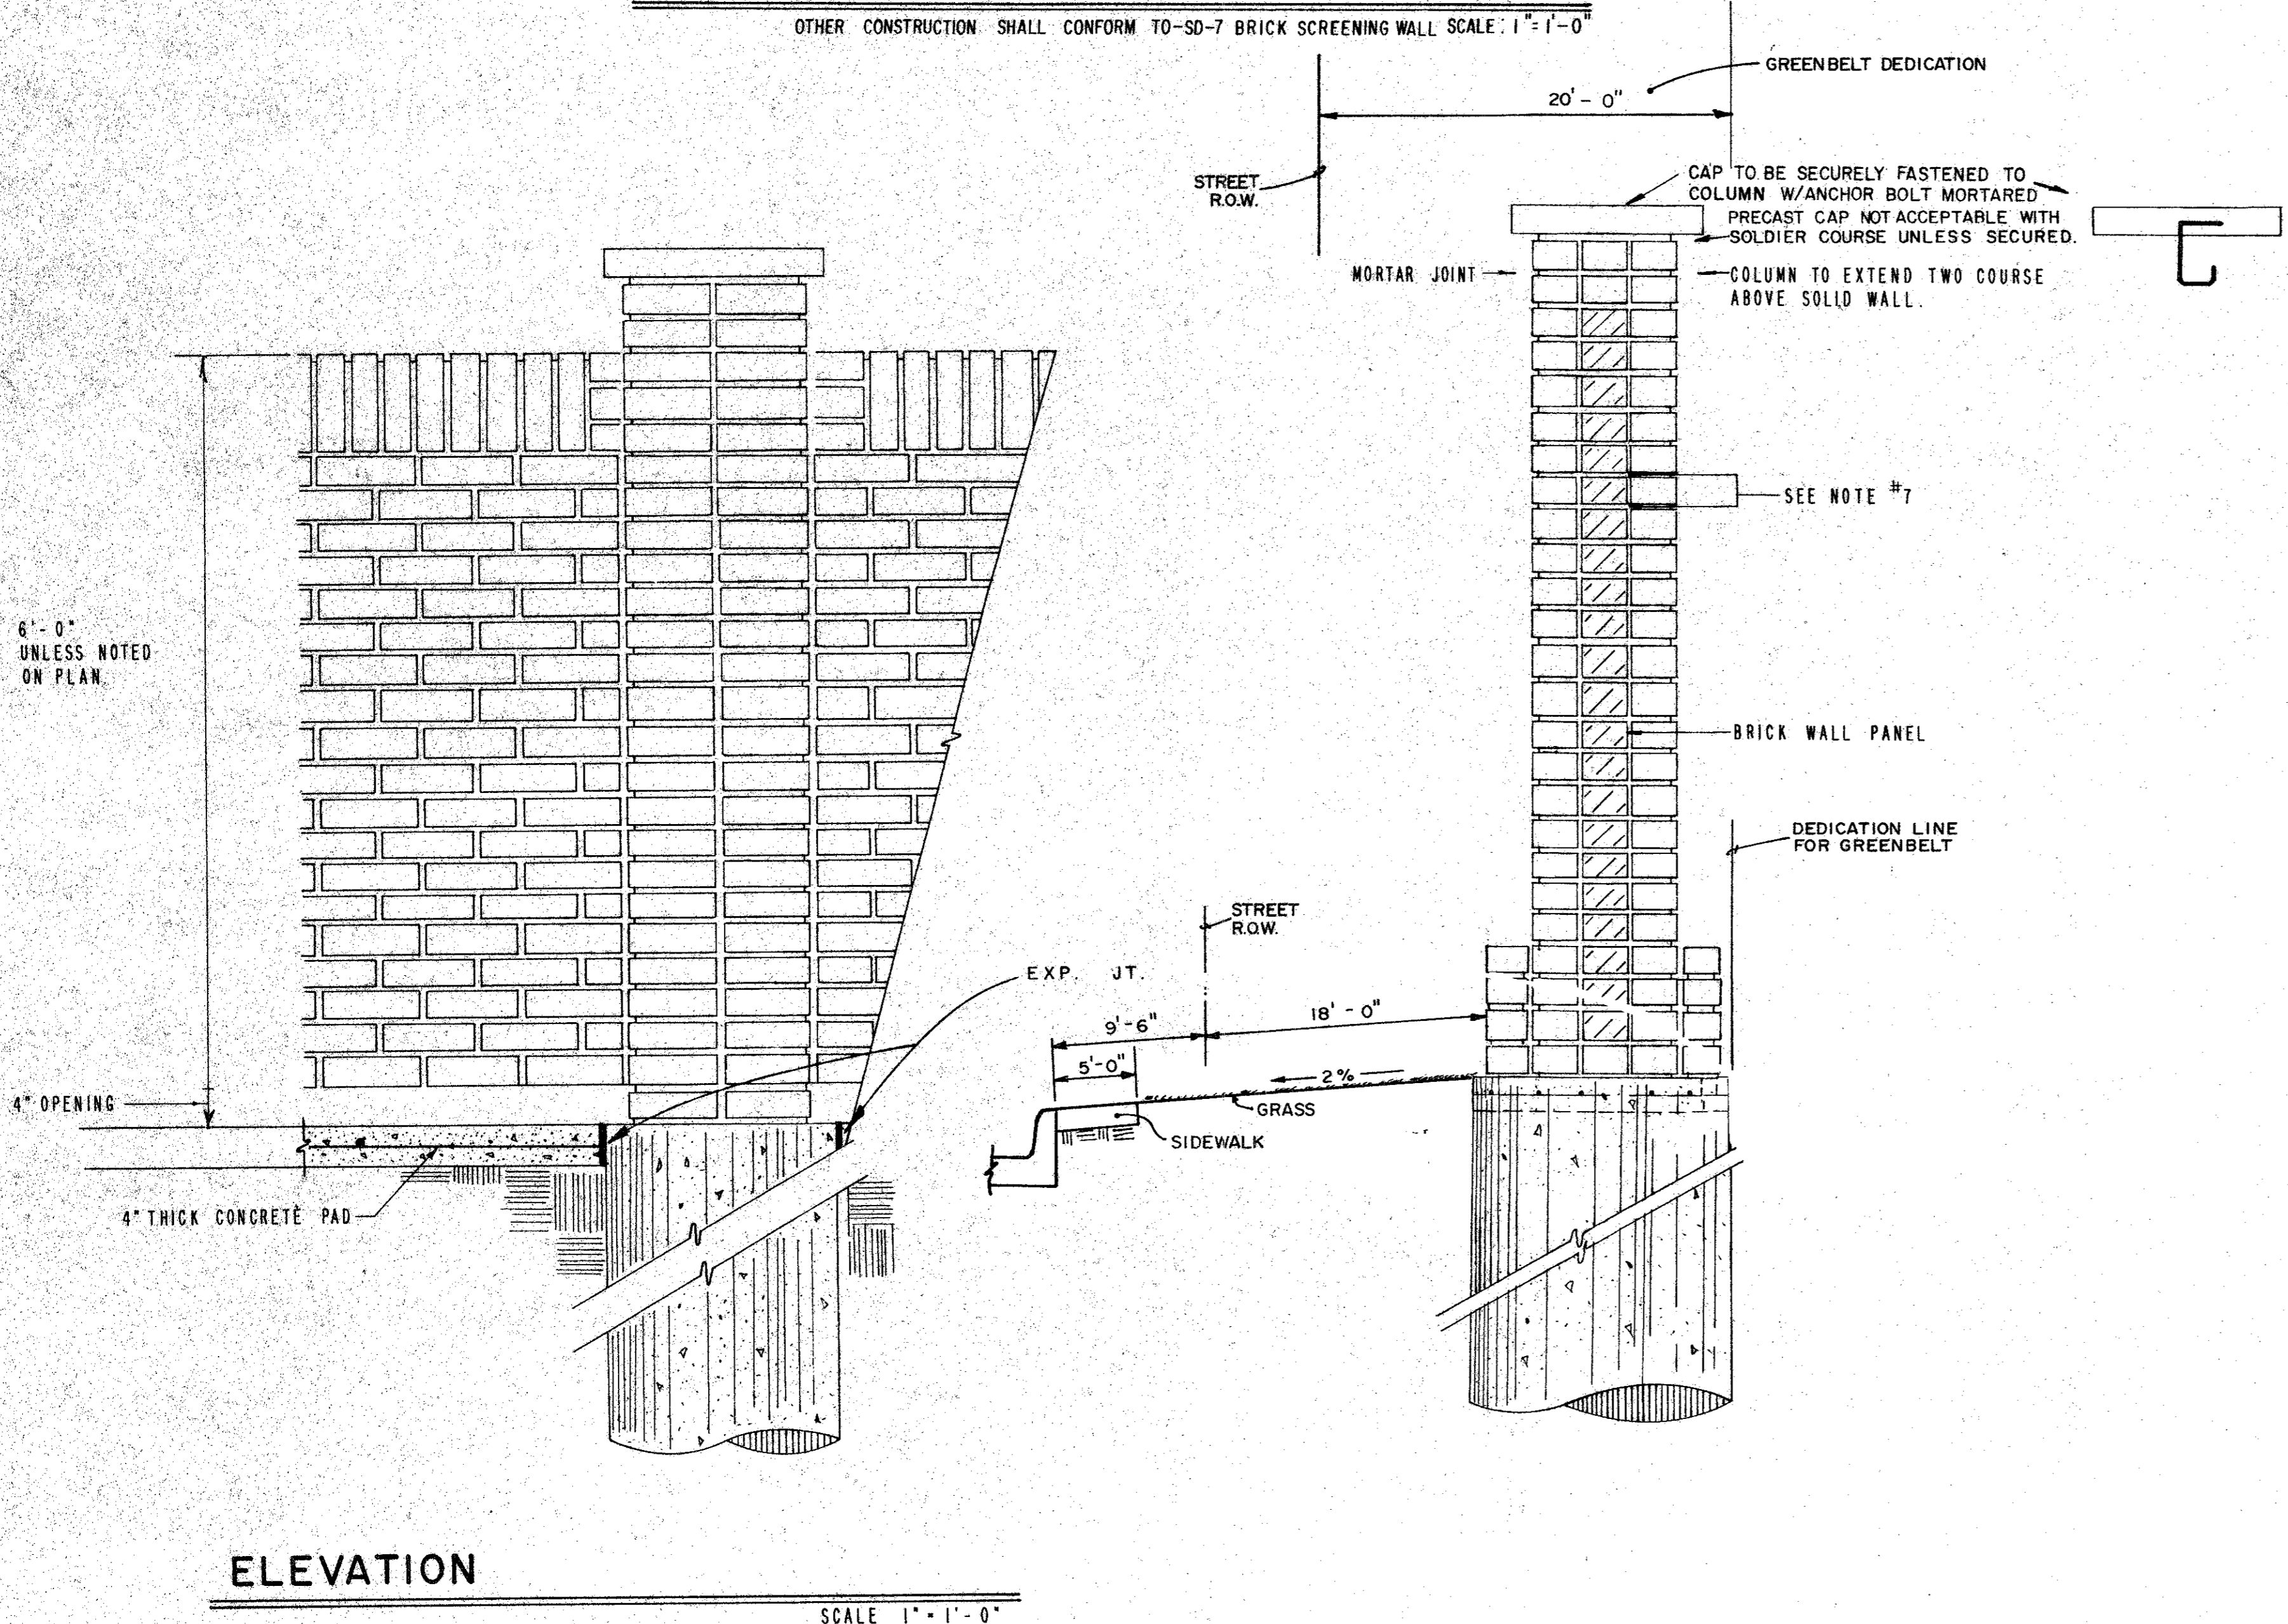 OTHER CONSTRUCTION SHALL CONFORM TO-SD-7 BRICK SCREENING WALL SCALE: 1"=1'-0"
GREENBELT DEDICATION
20'-0"
STREET
R.O.W.
CAP TO BE SECURELY FASTENED TO
COLUMN W/ANCHOR BOLT MORTARED
PRECAST CAP NOT ACCEPTABLE WITH
SOLDIER COURSE UNLESS SECURED.
MORTAR JOINT
COLUMN TO EXTEND TWO COURSE
ABOVE SOLID WALL.
SEE NOTE #7
6'-0"
UNLESS NOTED
ON PLAN
BRICK WALL PANEL
DEDICATION LINE
FOR GREENBELT
STREET
R.O.W.
EXP. JT.
9'-6"
18'-0"
5'-0"
2%
GRASS
SIDEWALK
4" OPENING
4" THICK CONCRETE PAD
ELEVATION
SCALE 1"=1'-0"